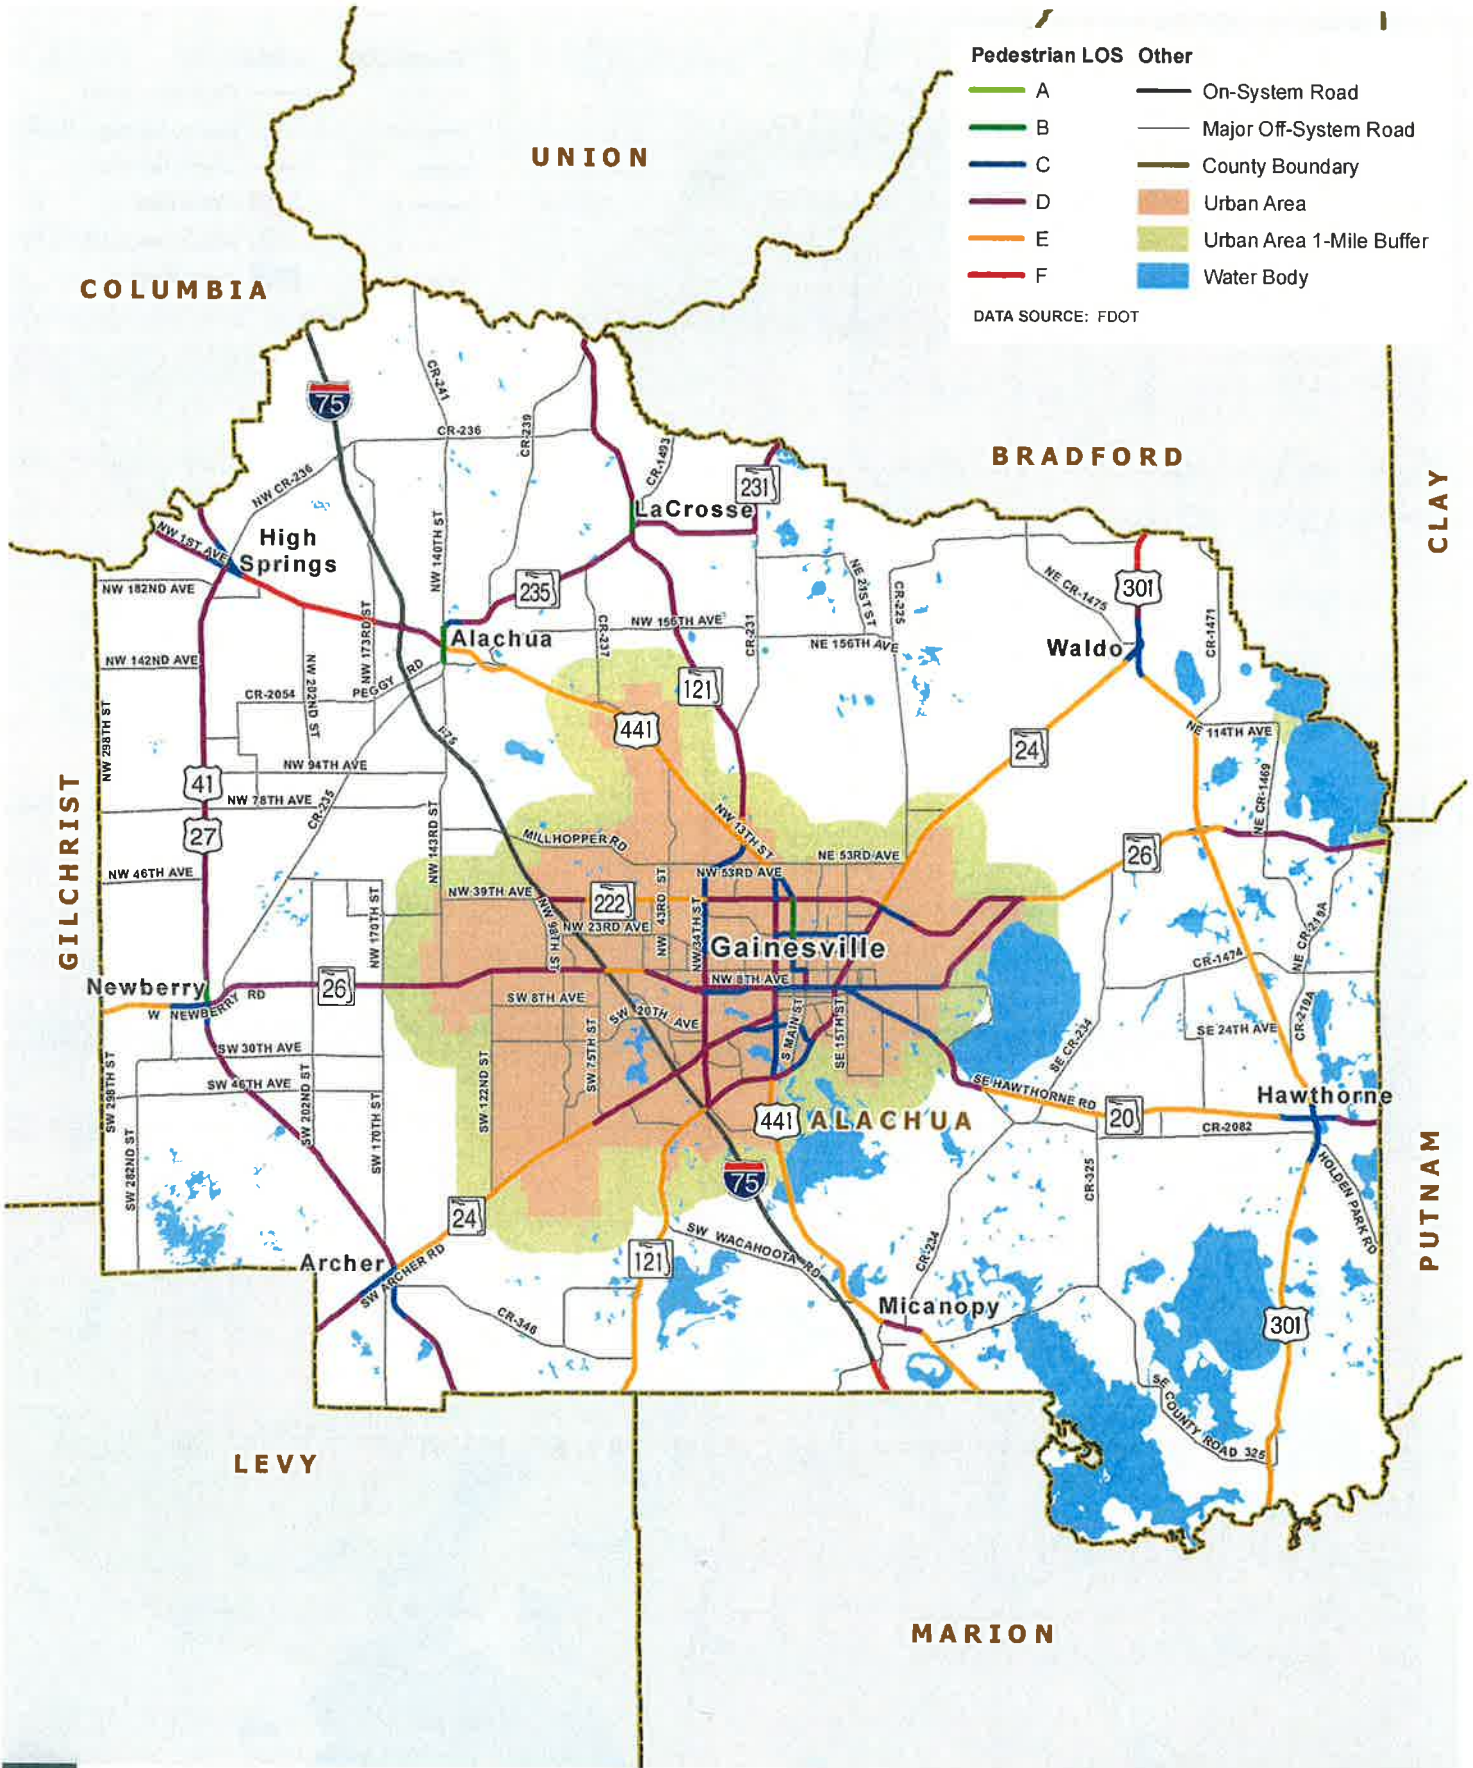 Pedestrian LOS Other
A On-System Road
B Major Off-System Road
C County Boundary
D Urban Area
E Urban Area 1-Mile Buffer
F Water Body
DATA SOURCE: FDOT
UNION
COLUMBIA
BRADFORD
CLAY
GILCHRIST
PUTNAM
LEVY
MARION
ALACHUA
75
CR-241
CR-236
CR-239
NW CR-236
CR-1493
231
LaCrosse
High
Springs
NW 1ST AVE
NW 140TH ST
NW 182ND AVE
235
NE 21ST ST
CR-225
NE CR-1475
301
CR-1471
NW 173RD ST
Alachua
CR-237
NW 156TH AVE
CR-231
NE 156TH AVE
Waldo
NW 142ND AVE
NW 202ND ST
PEGGY RD
CR-2054
121
NW 298TH ST
441
I-75
24
NE 114TH AVE
NW 94TH AVE
41
NW 78TH AVE
CR-235
27
NW 143RD ST
MILLHOPPER RD
NW 13TH ST
NE CR-1469
NE 53RD AVE
26
NW 46TH AVE
NW 53RD AVE
NW 39TH AVE
222
NW 43RD ST
NW 34TH ST
NW 170TH ST
NW 98TH ST
NW 23RD AVE
Gainesville
NE CR-219A
CR-1474
Newberry
26
NW 8TH AVE
W NEWBERRY RD
SW 8TH AVE
SW 20TH AVE
S MAIN ST
SE 15TH ST
CR-219A
SE 24TH AVE
SE CR-234
SW 30TH AVE
SW 75TH ST
SW 46TH AVE
SW 298TH ST
SW 202ND ST
SW 122ND ST
SE HAWTHORNE RD
Hawthorne
20
CR-2082
441
SW 170TH ST
SW 282ND ST
CR-325
HOLDEN PARK RD
75
24
SW WACAHOOTA RD
CR-234
121
Archer
SW ARCHER RD
CR-346
Micanopy
301
SE COUNTY ROAD 325